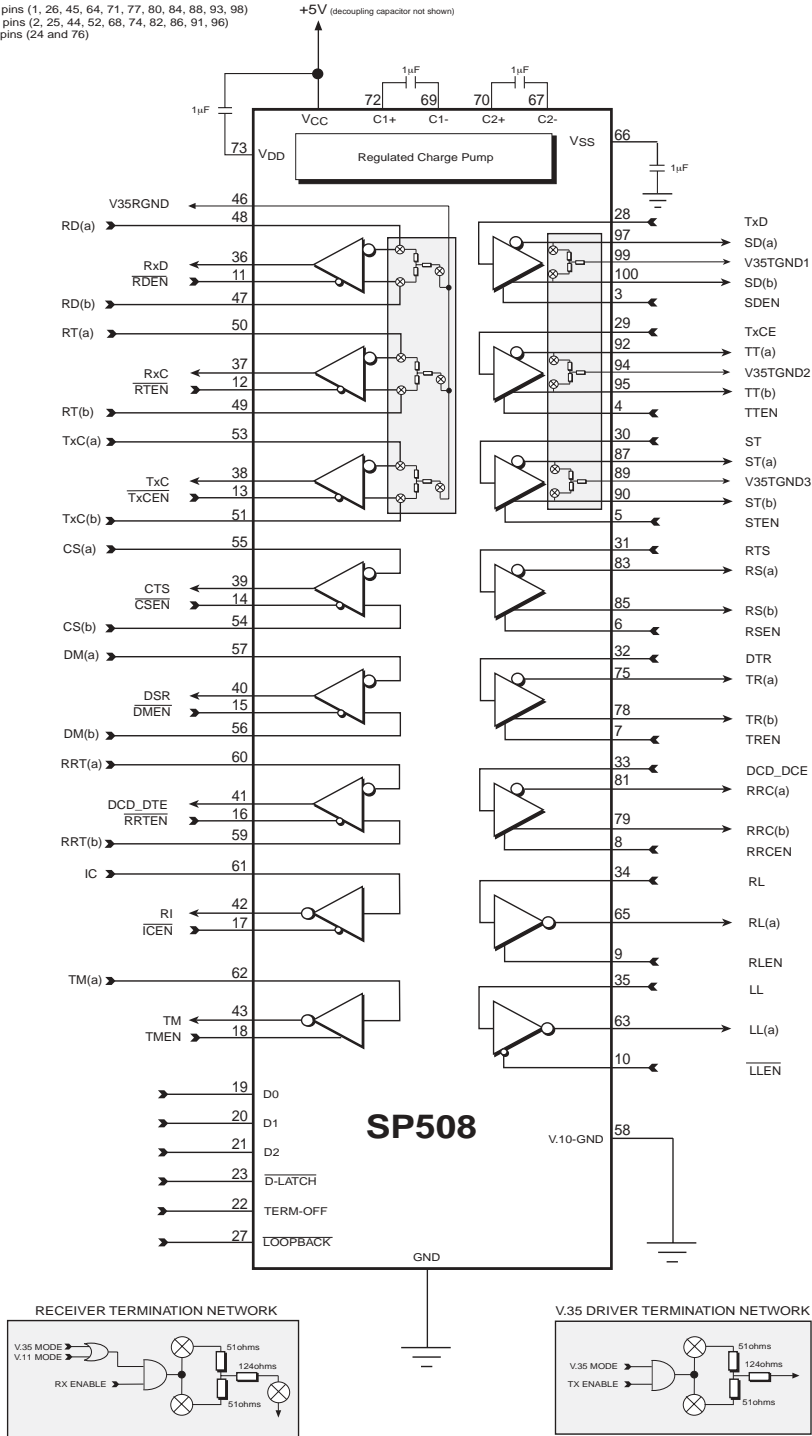 pins (1, 26, 45, 64, 71, 77, 80, 84, 88, 93, 98)
pins (2, 25, 44, 52, 68, 74, 82, 86, 91, 96)
pins (24 and 76)
+5V (decoupling capacitor not shown)
1µF
1µF
1µF
72
69
70
67
VCC
C1+
C1-
C2+
C2-
73
VDD
VSS
66
Regulated Charge Pump
1µF
V35RGND
46
RD(a)
48
RxD
36
RDEN
11
RD(b)
47
RT(a)
50
RxC
37
RTEN
12
RT(b)
49
TxC(a)
53
TxC
38
TxCEN
13
TxC(b)
51
CS(a)
55
CTS
39
CSEN
14
CS(b)
54
DM(a)
57
DSR
40
DMEN
15
DM(b)
56
RRT(a)
60
DCD_DTE
41
RRTEN
16
RRT(b)
59
IC
61
RI
42
ICEN
17
TM(a)
62
TM
43
TMEN
18
28
TxD
97
SD(a)
99
V35TGND1
100
SD(b)
3
SDEN
29
TxCE
92
TT(a)
94
V35TGND2
95
TT(b)
4
TTEN
30
ST
87
ST(a)
89
V35TGND3
90
ST(b)
5
STEN
31
RTS
83
RS(a)
85
RS(b)
6
RSEN
32
DTR
75
TR(a)
78
TR(b)
7
TREN
33
DCD_DCE
81
RRC(a)
79
RRC(b)
8
RRCEN
34
RL
65
RL(a)
9
RLEN
35
LL
63
LL(a)
10
LLEN
19
D0
20
D1
21
D2
23
D-LATCH
22
TERM-OFF
27
LOOPBACK
SP508
V.10-GND
58
GND
RECEIVER TERMINATION NETWORK
V.35 MODE
V.11 MODE
RX ENABLE
51ohms
124ohms
51ohms
V.35 DRIVER TERMINATION NETWORK
V.35 MODE
TX ENABLE
51ohms
124ohms
51ohms